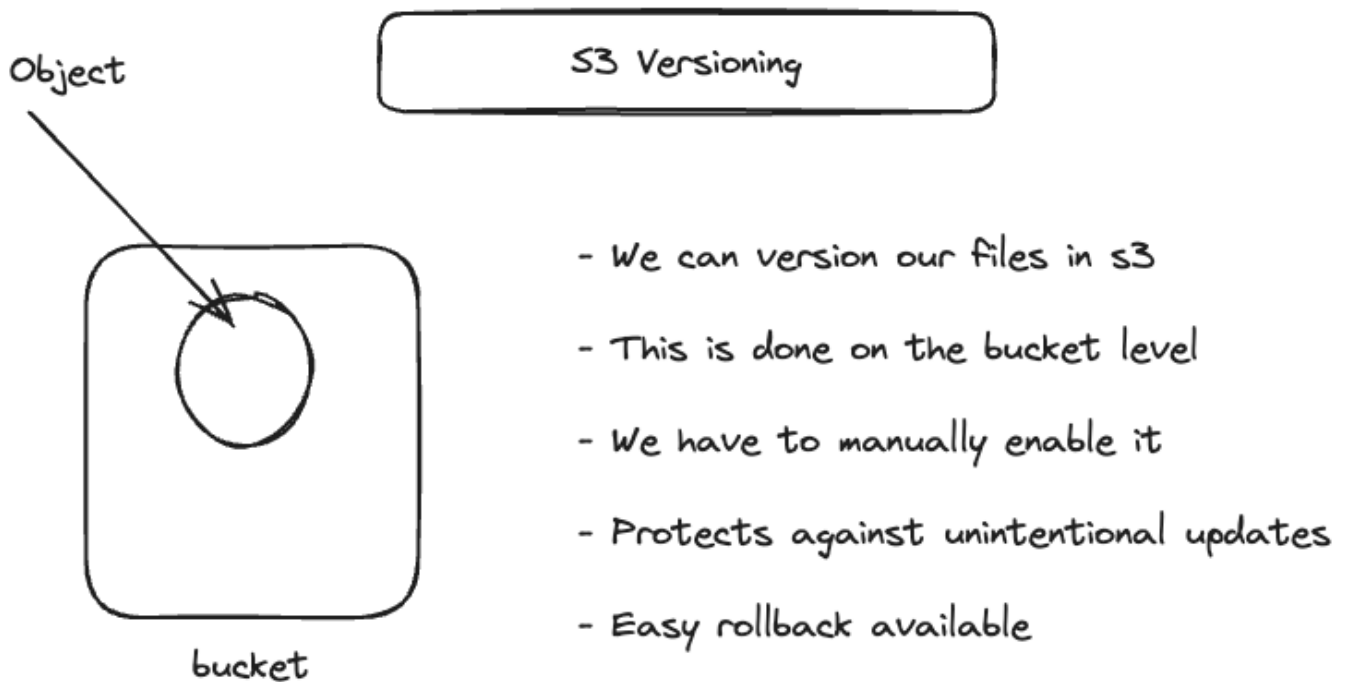 S3 Versioning
Object
- We can version our files in s3
- This is done on the bucket level
- We have to manually enable it
- Protects against unintentional updates
- Easy rollback available
bucket